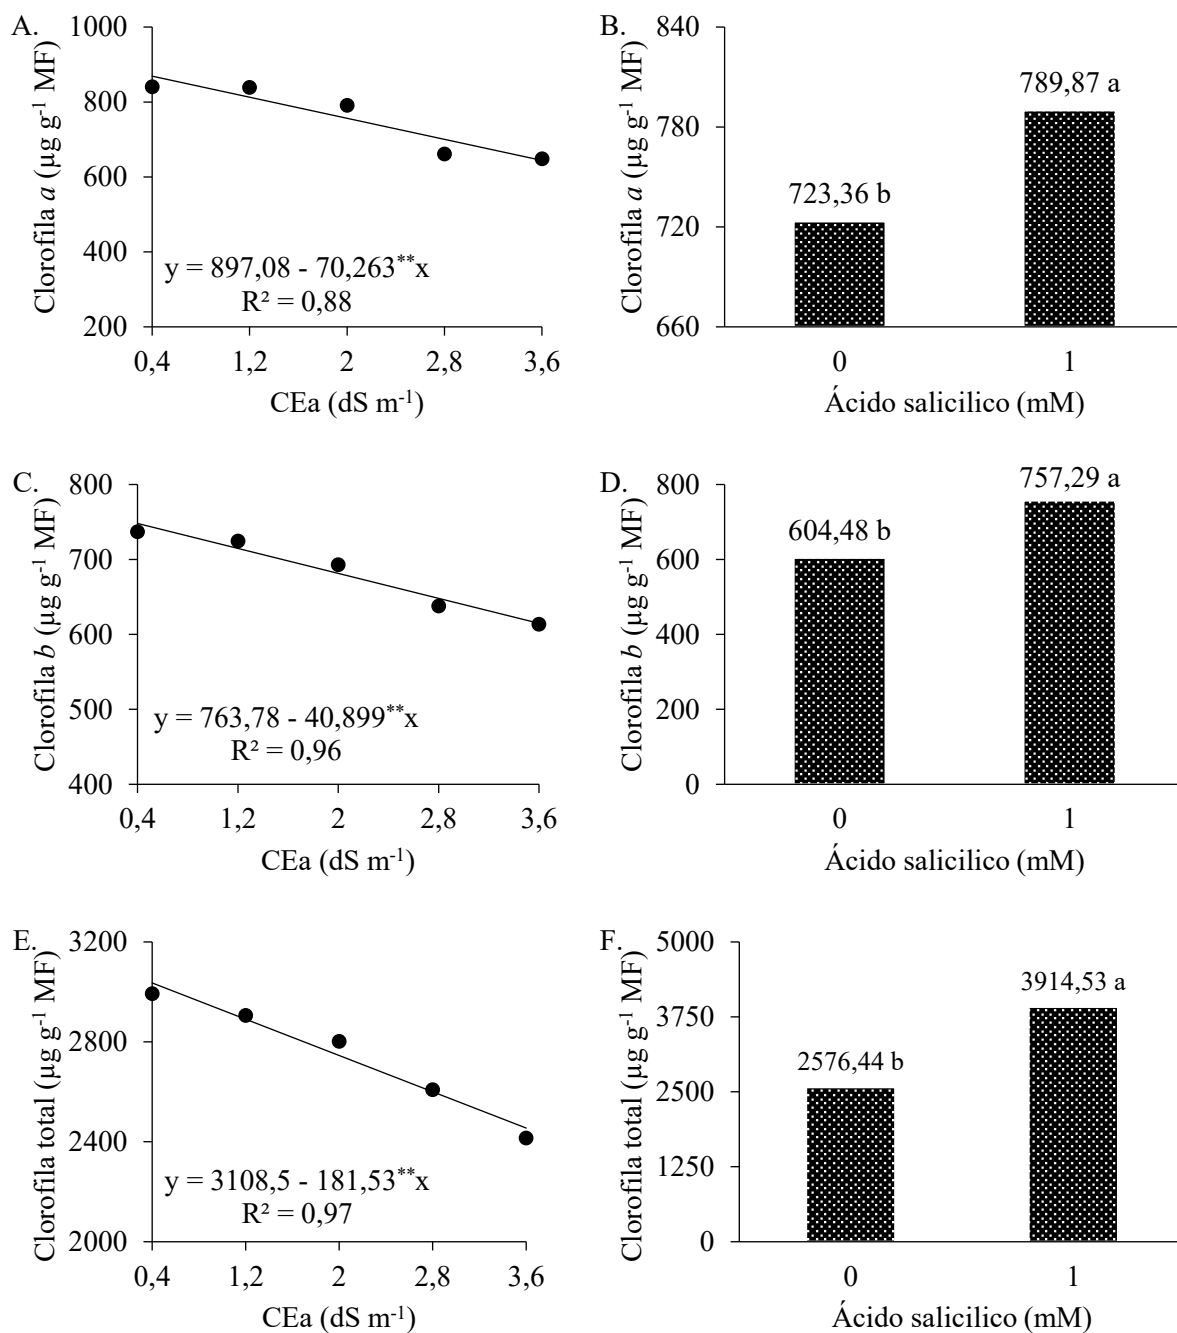 A.
Clorofila a (µg g⁻¹ MF)
1000
800
600
400
200
y = 897,08 - 70,263**x
R² = 0,88
0,4 1,2 2 2,8 3,6
CEa (dS m⁻¹)
B.
Clorofila a (µg g⁻¹ MF)
840
780
720
660
723,36 b
789,87 a
0 1
Ácido salicilico (mM)
C.
Clorofila b (µg g⁻¹ MF)
800
700
600
500
400
y = 763,78 - 40,899**x
R² = 0,96
0,4 1,2 2 2,8 3,6
CEa (dS m⁻¹)
D.
Clorofila b (µg g⁻¹ MF)
800
600
400
200
0
604,48 b
757,29 a
0 1
Ácido salicilico (mM)
E.
Clorofila total (µg g⁻¹ MF)
3200
2800
2400
2000
y = 3108,5 - 181,53**x
R² = 0,97
0,4 1,2 2 2,8 3,6
CEa (dS m⁻¹)
F.
Clorofila total (µg g⁻¹ MF)
5000
3750
2500
1250
0
2576,44 b
3914,53 a
0 1
Ácido salicilico (mM)